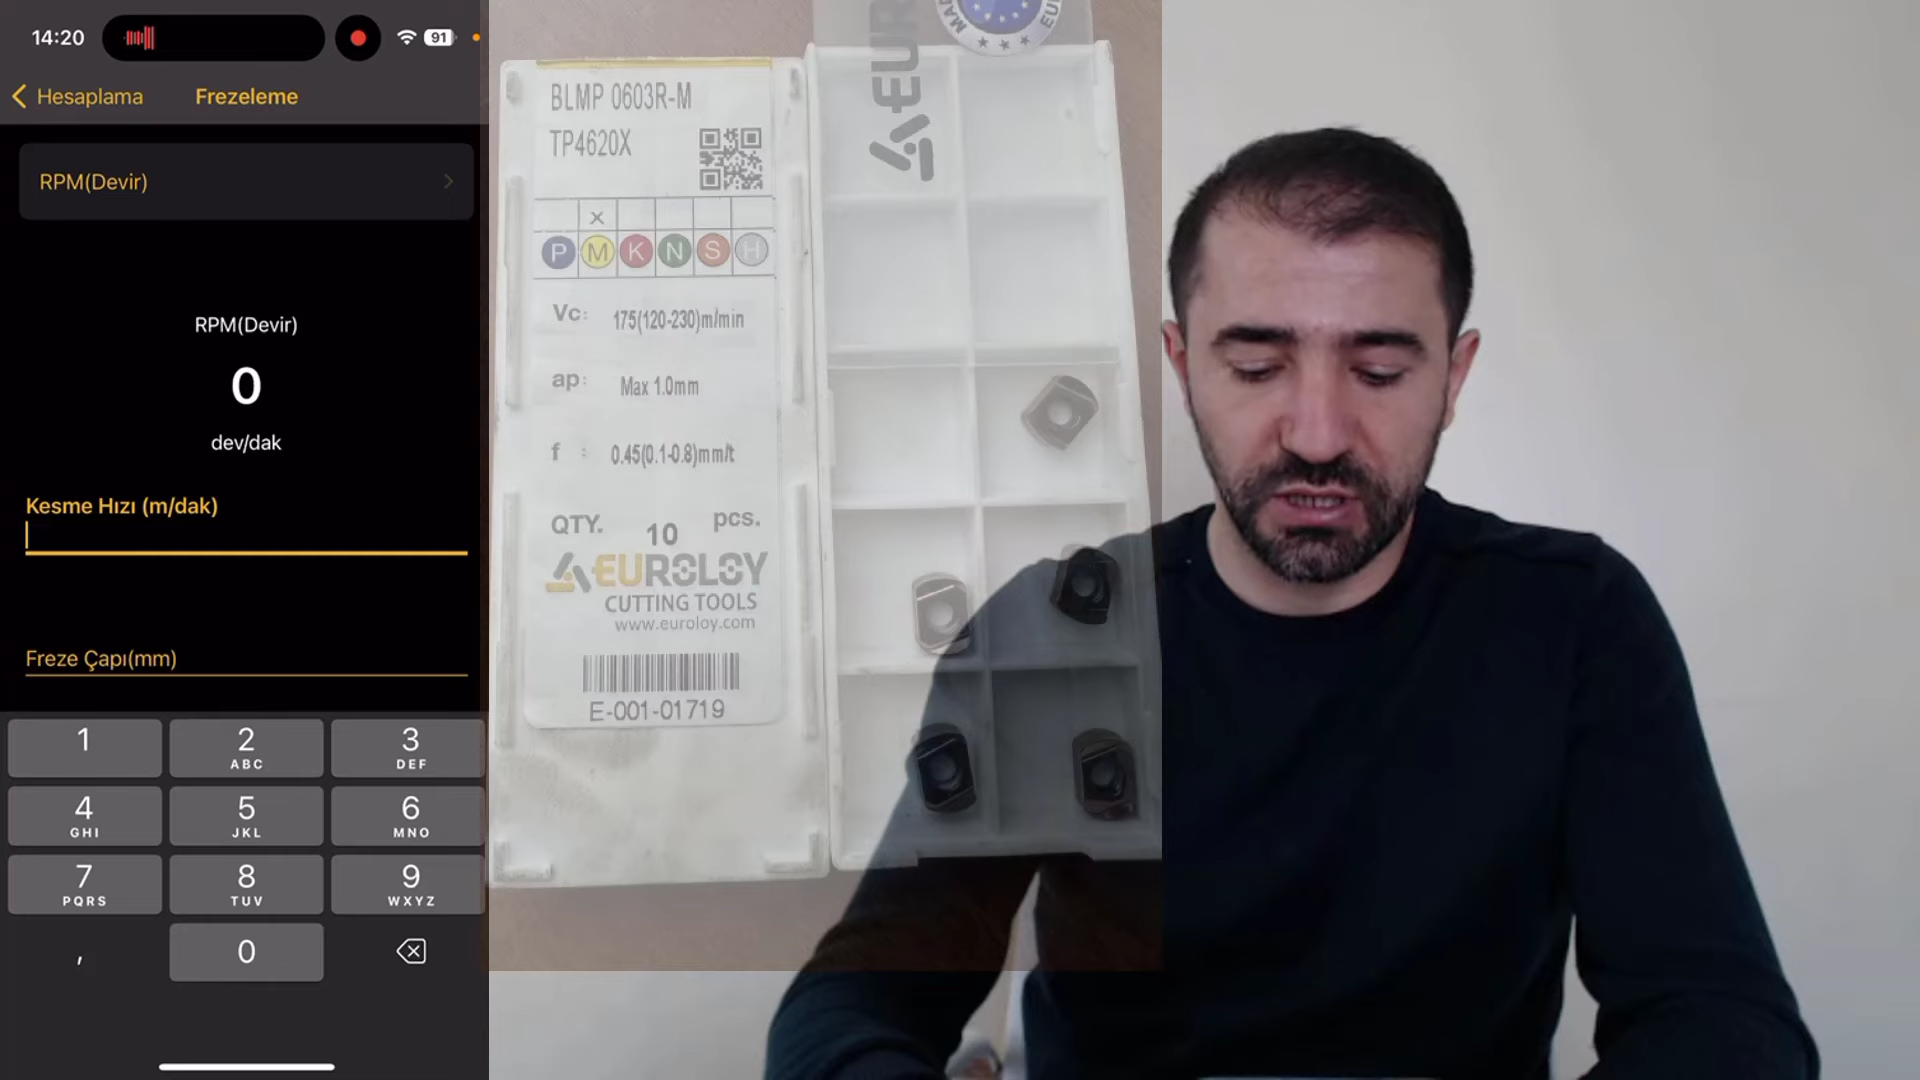 14:20
91
Hesaplama
Frezeleme
RPM(Devir)
RPM(Devir)
0
dev/dak
Kesme Hızı (m/dak)
Freze Çapı(mm)
1
2
ABC
3
DEF
4
GHI
5
JKL
6
MNO
7
PQRS
8
TUV
9
WXYZ
,
0
BLMP 0603R-M
TP4620X
x
P M K N S H
Vc: 175(120-230)m/min
ap: Max 1.0mm
f : 0.45(0.1-0.8)mm/t
QTY. 10 pcs.
EUROLOY
CUTTING TOOLS
www.euroloy.com
E-001-01719
EUR
MA
EU